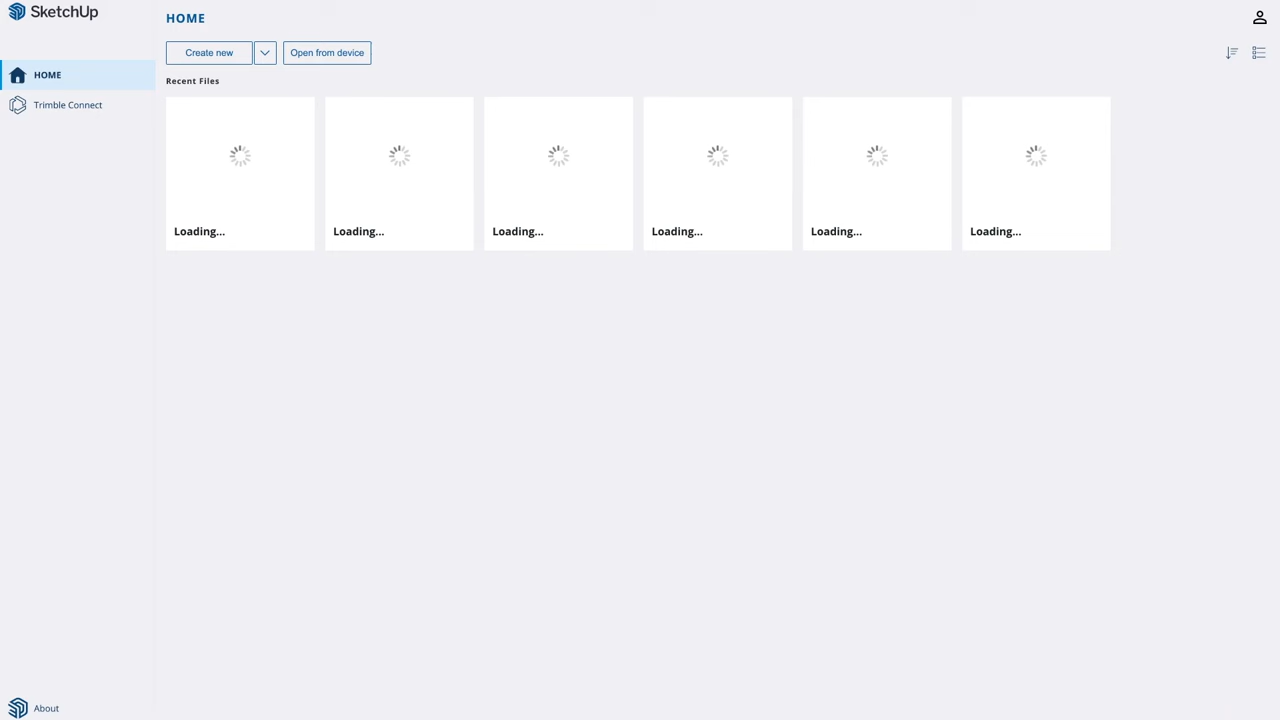 SketchUp
HOME
Create new
Open from device
HOME
Recent Files
Trimble Connect
Loading...
Loading...
Loading...
Loading...
Loading...
Loading...
About